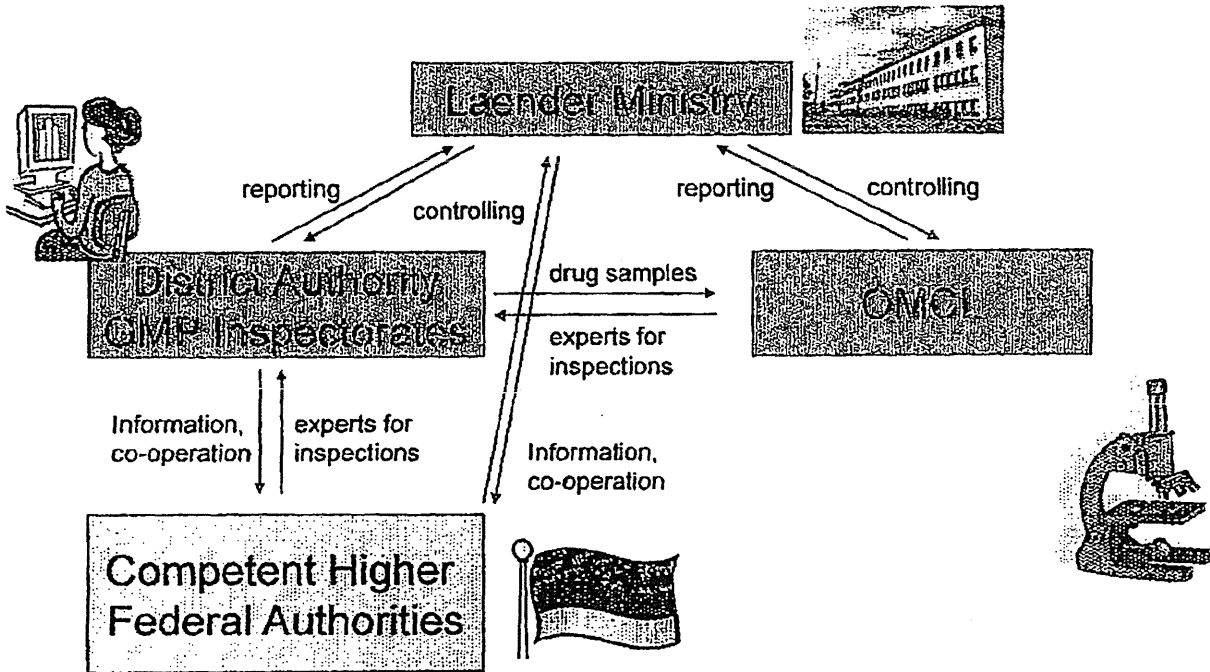 Laender Ministry
reporting
controlling
reporting
controlling
District Authority
GMP Inspectorates
drug samples
experts for
inspections
OMCL
Information,
co-operation
experts for
inspections
Information,
co-operation
Competent Higher
Federal Authorities